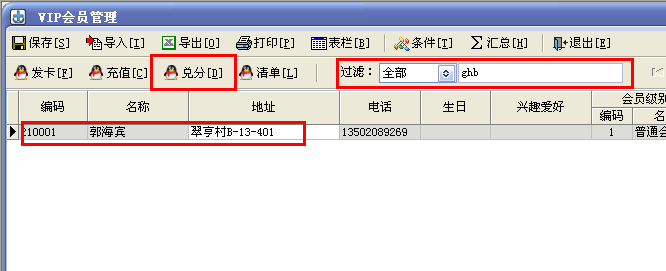 VIP会员管理
保存[S] 导入[I] 导出[O] 打印[P] 表栏[B] 条件[T] 汇总[H] 退出[E]
发卡[F] 充值[C] 兑分[D] 清单[L] 过滤： 全部 ghb
编码 名称 地址 电话 生日 兴趣爱好 会员级别
编码 名
210001 郭海宾 翠亨村B-13-401 13502089269 1 普通会